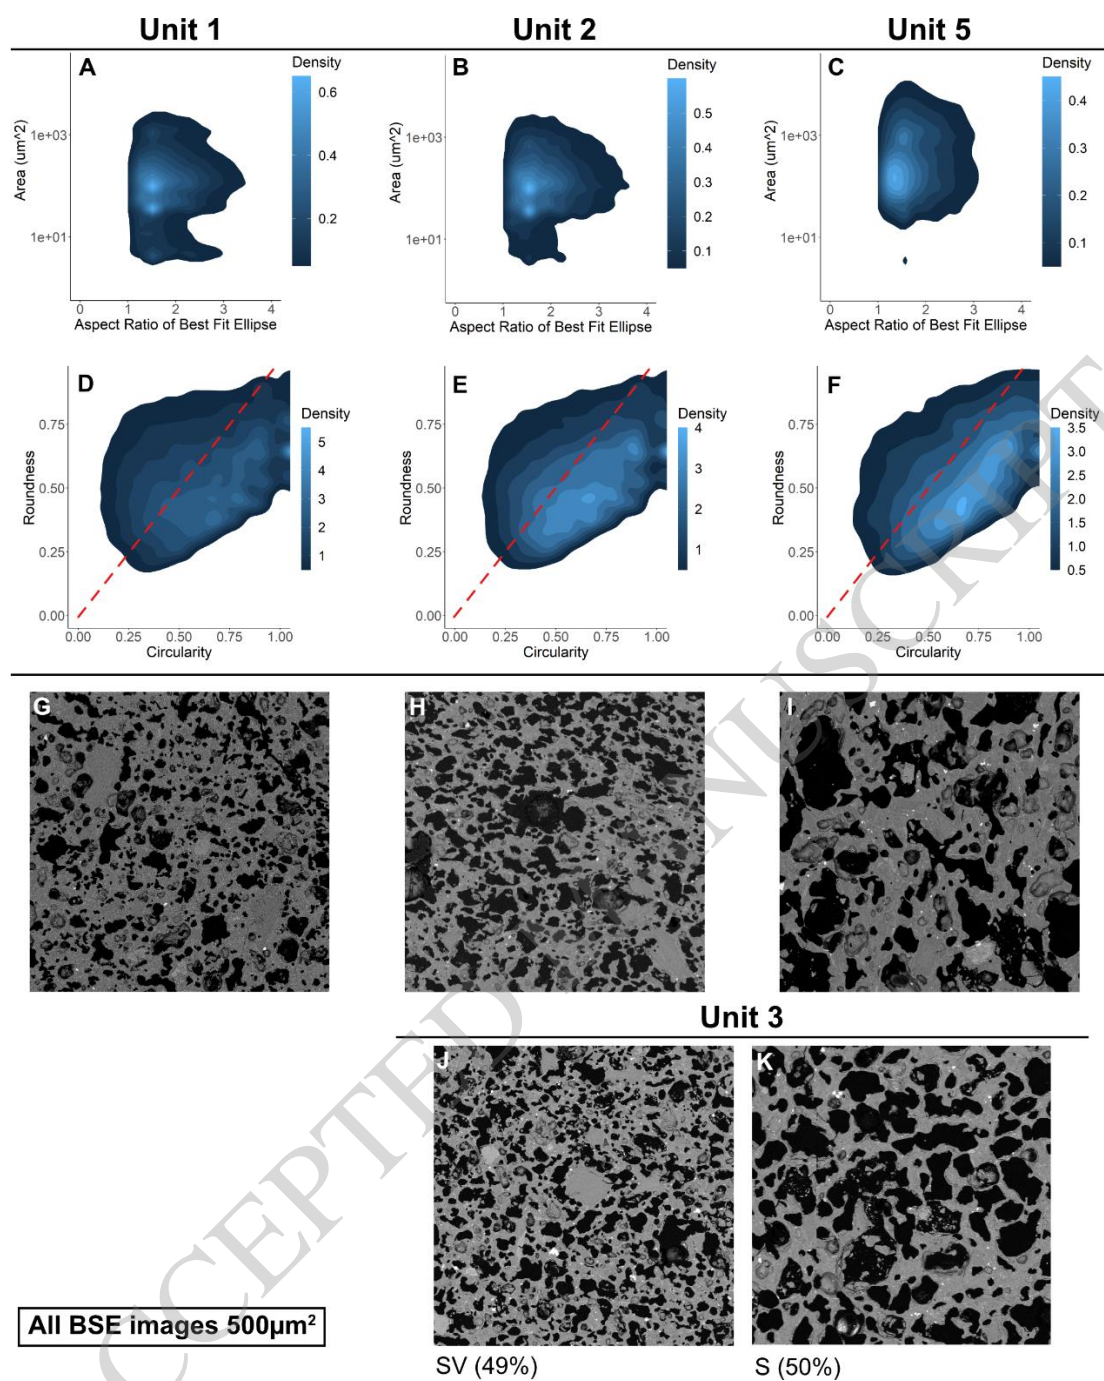 Unit 1 Unit 2 Unit 5
A
Density
0.6
0.4
0.2
1e+03
1e+01
Area (um^2)
0 1 2 3 4
Aspect Ratio of Best Fit Ellipse
B
Density
0.5
0.4
0.3
0.2
0.1
1e+03
1e+01
Area (um^2)
0 1 2 3 4
Aspect Ratio of Best Fit Ellipse
C
Density
0.4
0.3
0.2
0.1
1e+03
1e+01
Area (um^2)
0 1 2 3 4
Aspect Ratio of Best Fit Ellipse
D
Density
5
4
3
2
1
0.75
0.50
0.25
0.00
Roundness
0.00 0.25 0.50 0.75 1.00
Circularity
E
Density
4
3
2
1
0.75
0.50
0.25
0.00
Roundness
0.00 0.25 0.50 0.75 1.00
Circularity
F
Density
3.5
3.0
2.5
2.0
1.5
1.0
0.5
0.75
0.50
0.25
0.00
Roundness
0.00 0.25 0.50 0.75 1.00
Circularity
G H I
Unit 3
J K
All BSE images 500µm²
SV (49%) S (50%)
CCEPTED MANUSCRIPT